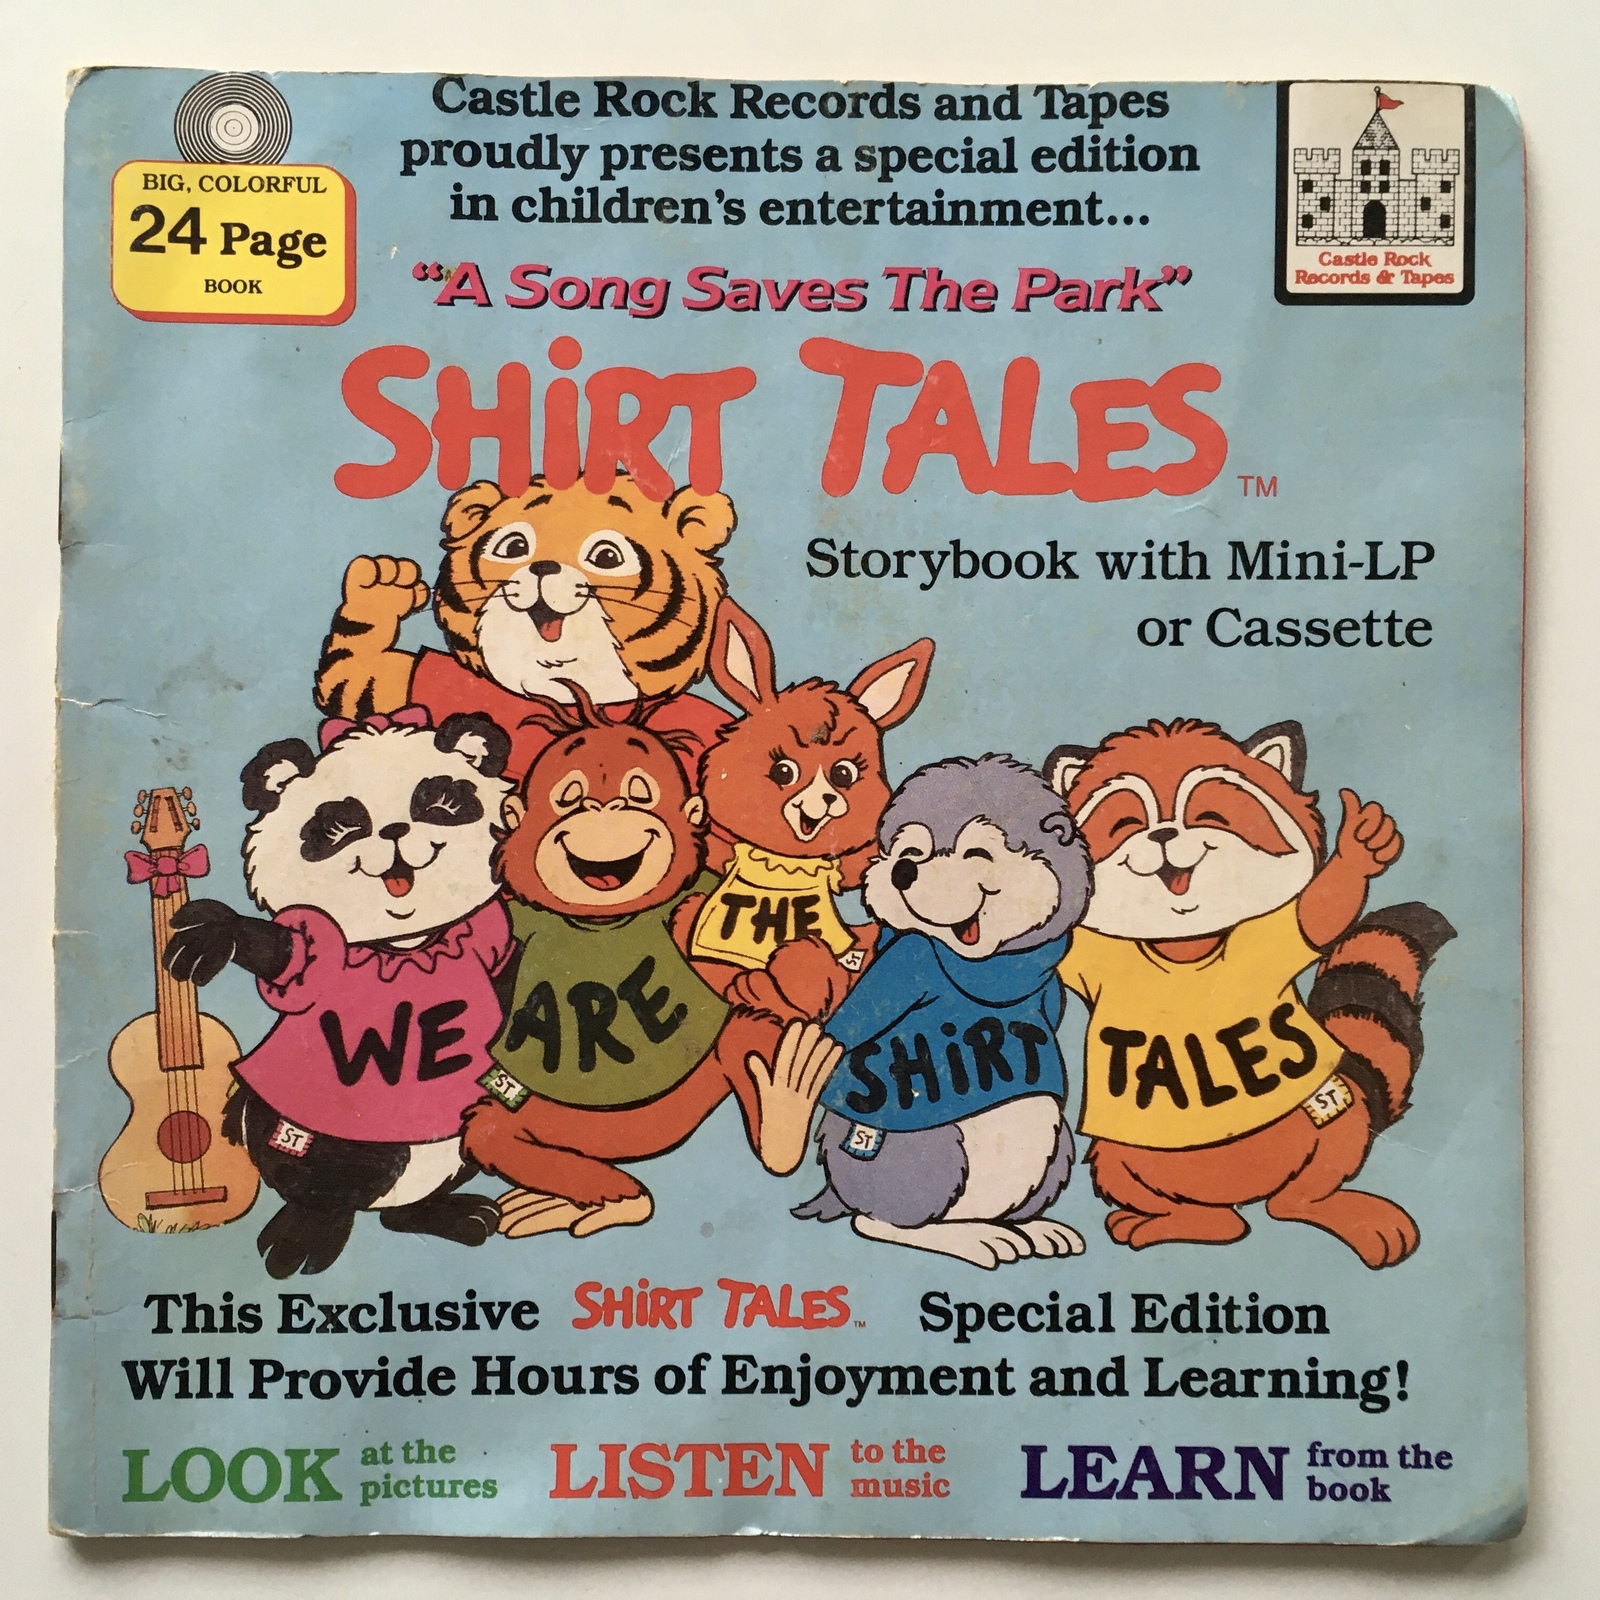 Castle Rock Records and Tapes
proudly presents a special edition
in children's entertainment...
BIG, COLORFUL
24 Page
BOOK
Castle Rock
Records & Tapes
"A Song Saves The Park"
SHiRT TALES TM
Storybook with Mini-LP
or Cassette
WE ARE THE SHiRT TALES
ST
ST
ST
ST
ST
This Exclusive SHiRT TALES TM Special Edition
Will Provide Hours of Enjoyment and Learning!
LOOK at the pictures
LISTEN to the music
LEARN from the book